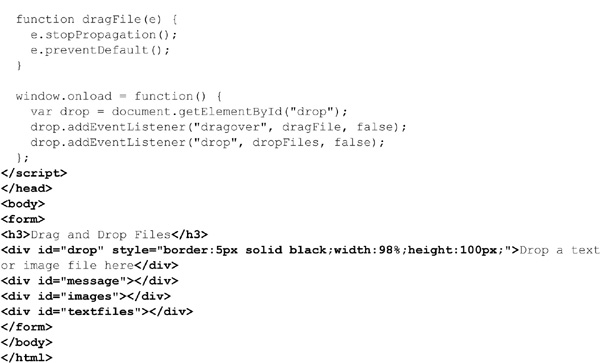 function dragFile(e) {
e.stopPropagation();
e.preventDefault();
}
window.onload = function() {
var drop = document.getElementById("drop");
drop.addEventListener("dragover", dragFile, false);
drop.addEventListener("drop", dropFiles, false);
};
</script>
</head>
<body>
<form>
<h3>Drag and Drop Files</h3>
<div id="drop" style="border:5px solid black;width:98%;height:100px;">Drop a text
or image file here</div>
<div id="message"></div>
<div id="images"></div>
<div id="textfiles"></div>
</form>
</body>
</html>